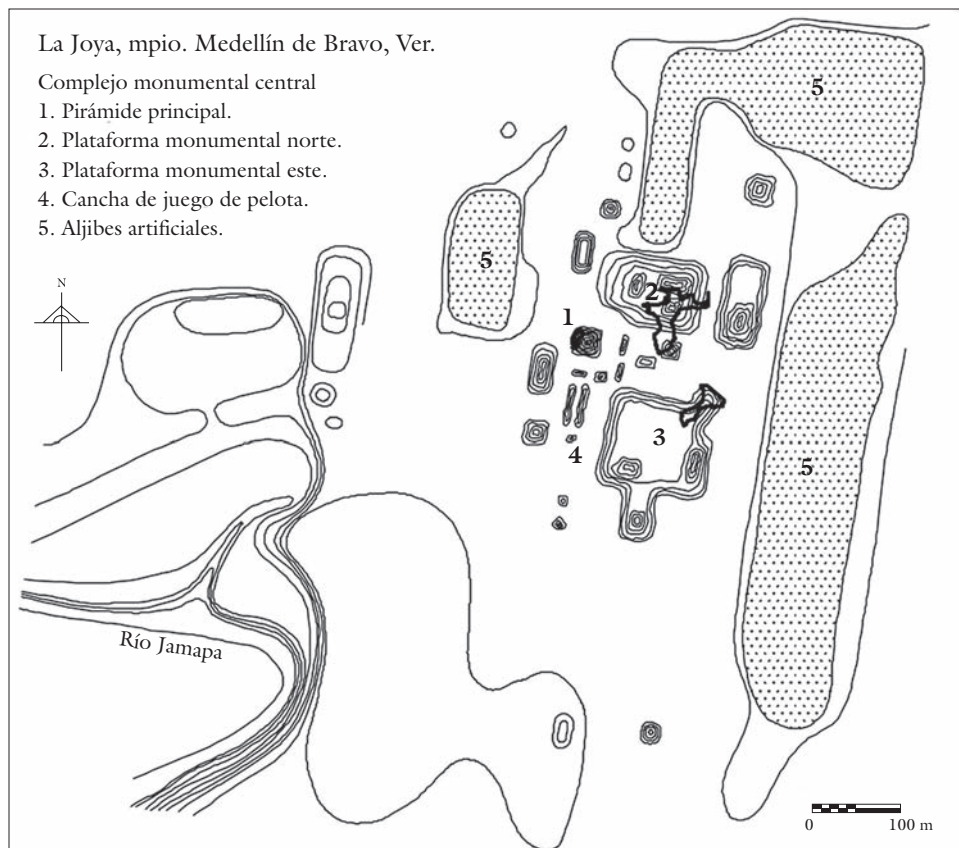 La Joya, mpio. Medellín de Bravo, Ver.
Complejo monumental central
1. Pirámide principal.
2. Plataforma monumental norte.
3. Plataforma monumental este.
4. Cancha de juego de pelota.
5. Aljibes artificiales.
N
5
5
2
1
3
4
5
Río Jamapa
0 100 m